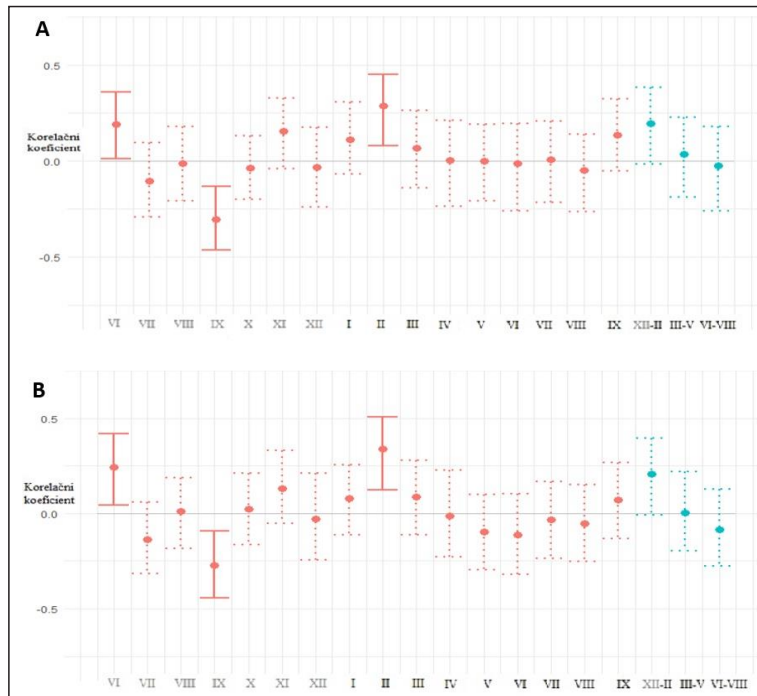 A
0.5
Korelační
koeficient
0.0
-0.5
VI VII VIII IX X XI XII I II III IV V VI VII VIII IX XII-II III-V VI-VIII
B
0.5
Korelační
koeficient
0.0
-0.5
VI VII VIII IX X XI XII I II III IV V VI VII VIII IX XII-II III-V VI-VIII